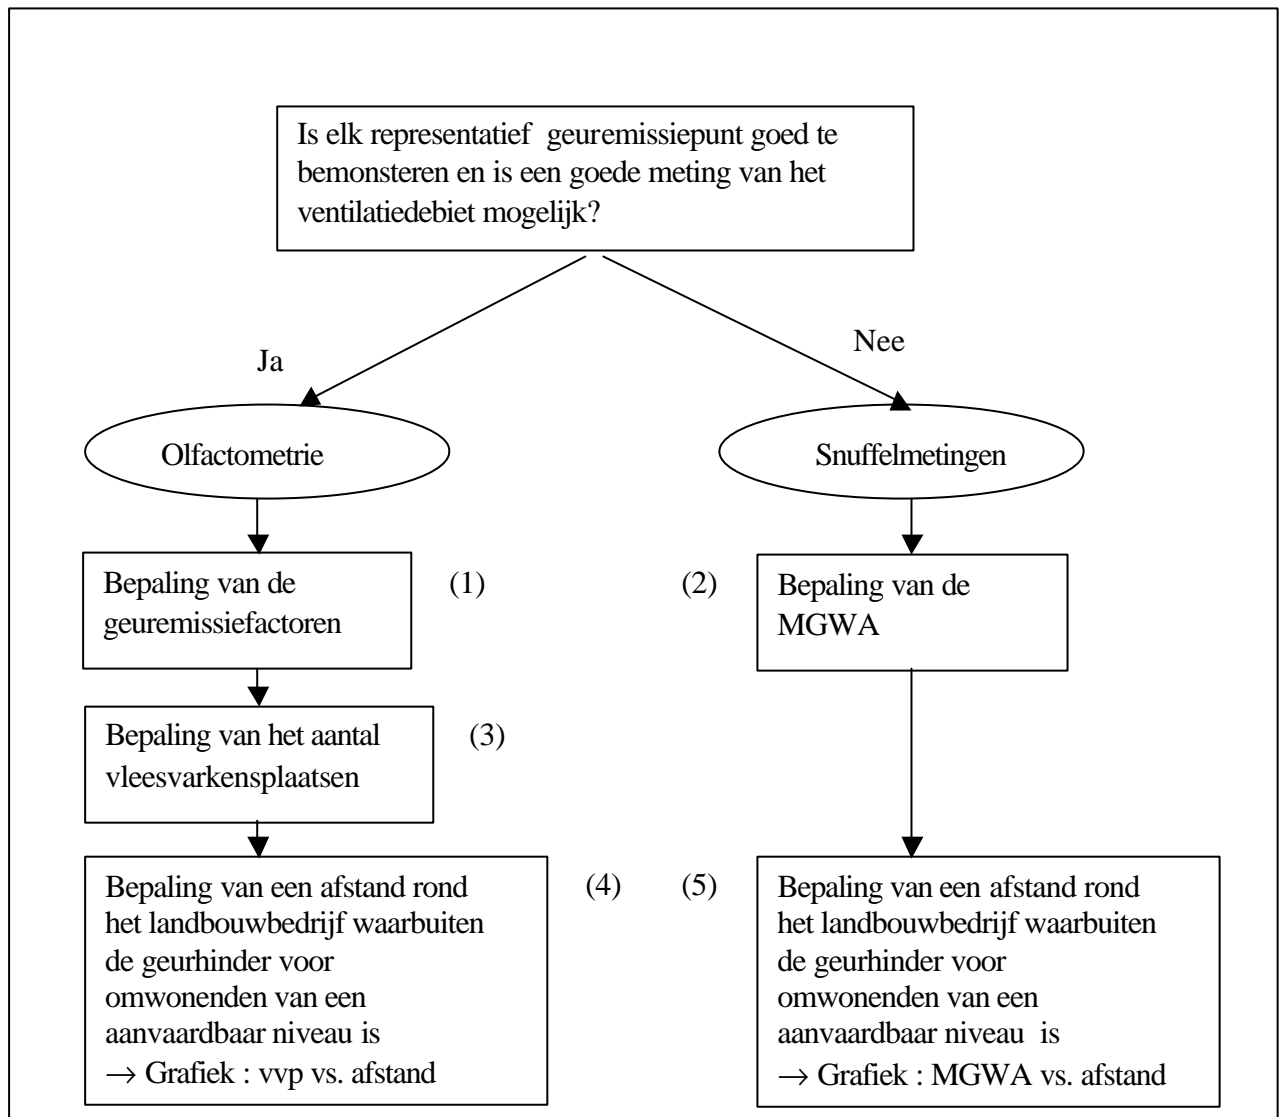 Is elk representatief geuremissiepunt goed te
bemonsteren en is een goede meting van het
ventilatiedebiet mogelijk?
Ja
Nee
Olfactometrie
Snuffelmetingen
Bepaling van de
geuremissiefactoren
(1)
(2)
Bepaling van de
MGWA
Bepaling van het aantal
vleesvarkensplaatsen
(3)
Bepaling van een afstand rond
het landbouwbedrijf waarbuiten
de geurhinder voor
omwonenden van een
aanvaardbaar niveau is
→ Grafiek : vvp vs. afstand
(4)
(5)
Bepaling van een afstand rond
het landbouwbedrijf waarbuiten
de geurhinder voor
omwonenden van een
aanvaardbaar niveau is
→ Grafiek : MGWA vs. afstand